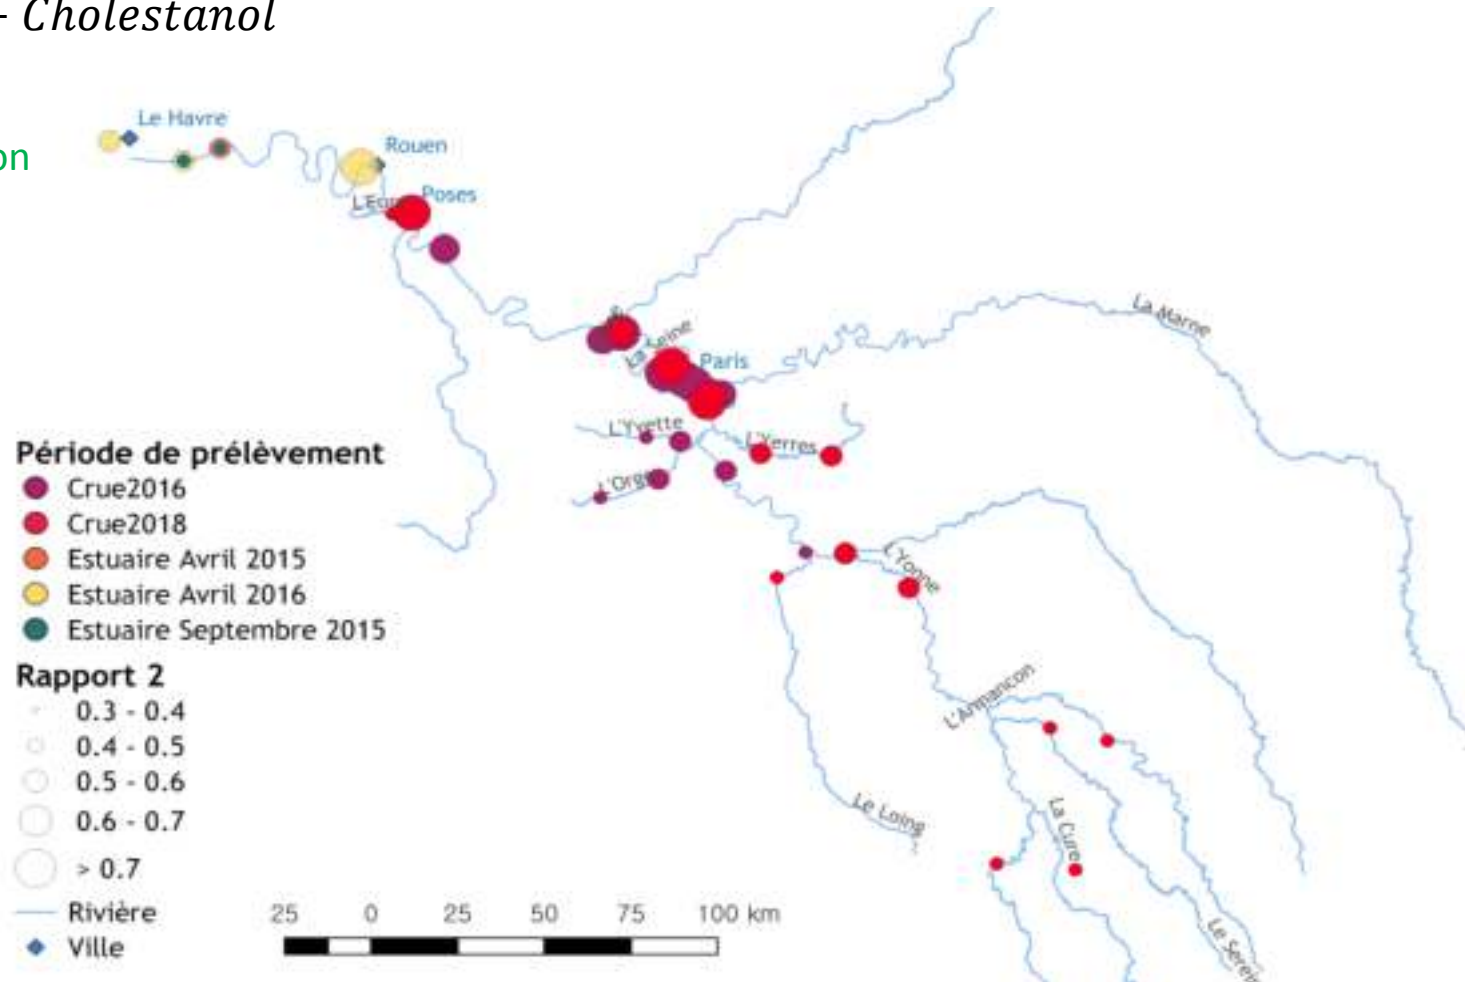 - Cholestanol
on
Le Havre
Rouen
Poses
La Marne
La Seine
Paris
L'Yvette
L'Yerres
L'Orge
L'Yonne
L'Armancon
Le Loing
La Cure
Le Serein
Période de prélèvement
Crue2016
Crue2018
Estuaire Avril 2015
Estuaire Avril 2016
Estuaire Septembre 2015
Rapport 2
0.3 - 0.4
0.4 - 0.5
0.5 - 0.6
0.6 - 0.7
> 0.7
Rivière
Ville
25 0 25 50 75 100 km